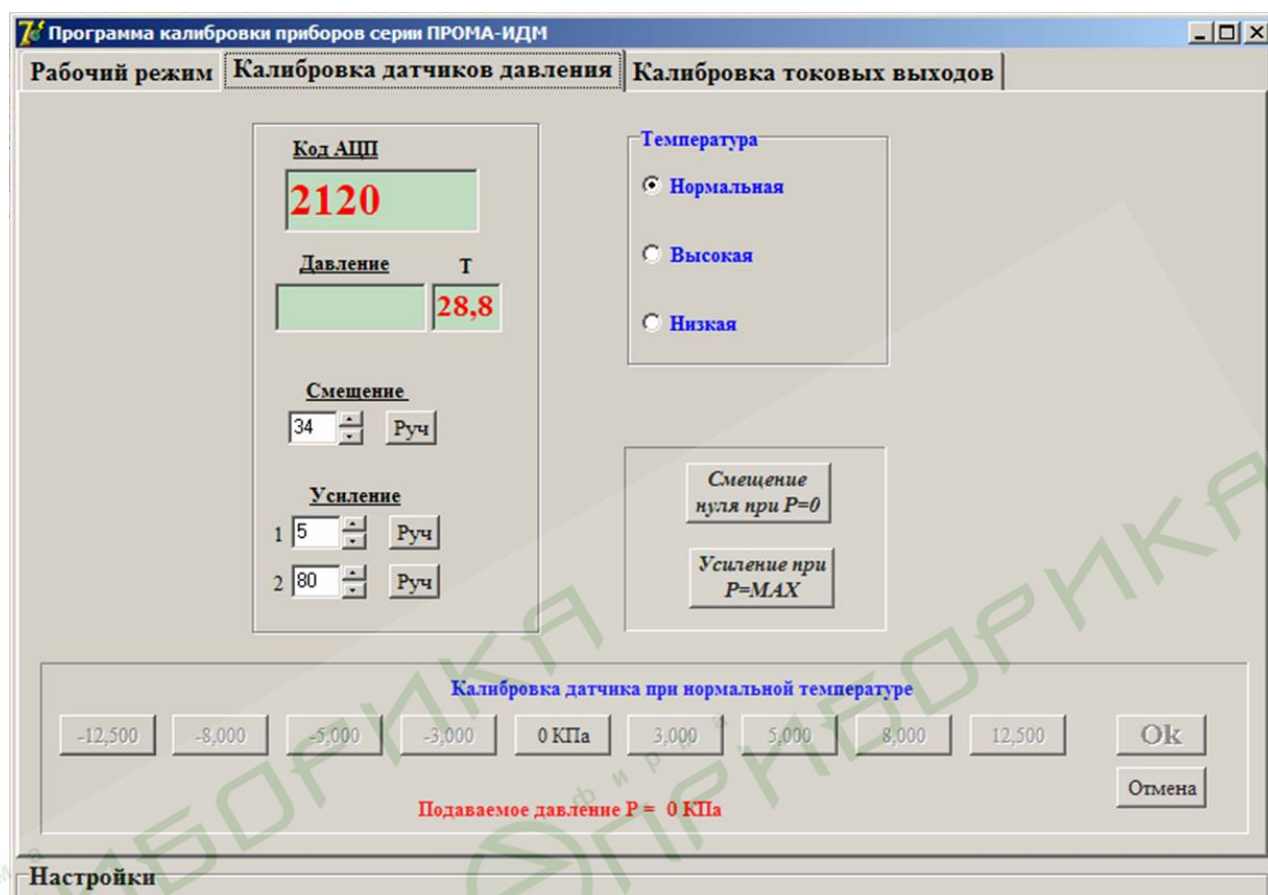 Программа калибровки приборов серии ПРОМА-ИДМ
Рабочий режим Калибровка датчиков давления Калибровка токовых выходов
Код АЦП
2120
Давление Т
28,8
Смещение
34 Руч
Усиление
1 5 Руч
2 80 Руч
Температура
Нормальная
Высокая
Низкая
Смещение
нуля при P=0
Усиление при
P=MAX
Калибровка датчика при нормальной температуре
-12,500 -8,000 -5,000 -3,000 0 КПа 3,000 5,000 8,000 12,500 Ok
Отмена
Подаваемое давление P = 0 КПа
Настройки
фирма
ПРИБОРИКА